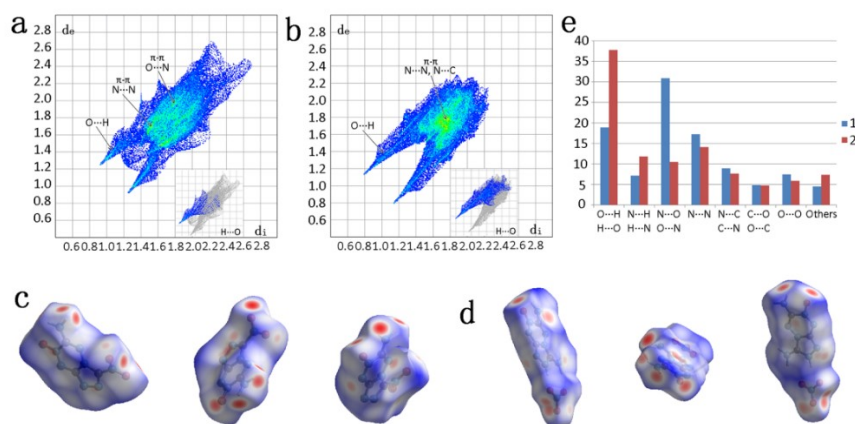 a
de
2.8
2.6
2.4
2.2
2.0
1.8
1.6
1.4
1.2
1.0
0.8
0.6
π-π
O···N
π-π
N···N
O···H
H···O
di
0.6 0.8 1.0 1.2 1.4 1.6 1.8 2.0 2.2 2.4 2.6 2.8
b
de
2.8
2.6
2.4
2.2
2.0
1.8
1.6
1.4
1.2
1.0
0.8
0.6
π-π
N···N, N···C
O···H
H···O
di
0.6 0.8 1.0 1.2 1.4 1.6 1.8 2.0 2.2 2.4 2.6 2.8
e
40
35
30
25
20
15
10
5
0
O···H N···H N···O N···N N···C C···O O···O Others
H···O H···N O···N C···N O···C
1
2
c
d